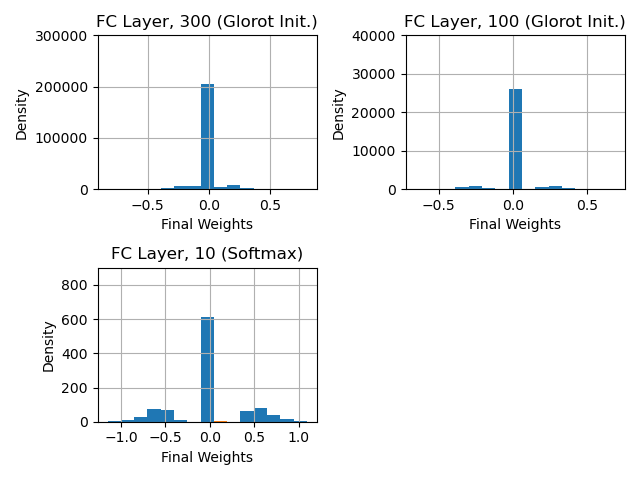 FC Layer, 300 (Glorot Init.)
300000
200000
100000
0
Density
−0.5
0.0
0.5
Final Weights
FC Layer, 100 (Glorot Init.)
40000
30000
20000
10000
0
Density
−0.5
0.0
0.5
Final Weights
FC Layer, 10 (Softmax)
800
600
400
200
0
Density
−1.0
−0.5
0.0
0.5
1.0
Final Weights